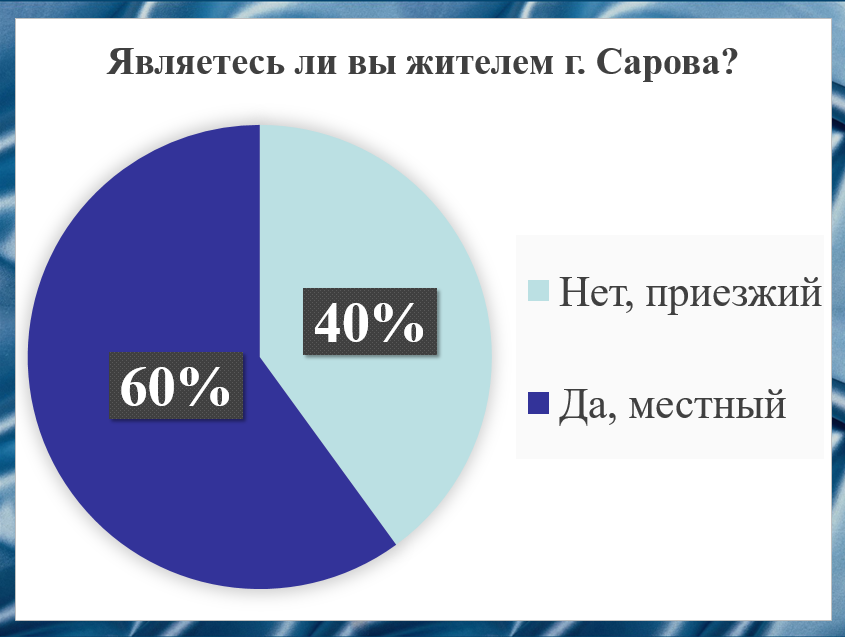 Являетесь ли вы жителем г. Сарова?
40%
60%
Нет, приезжий
Да, местный